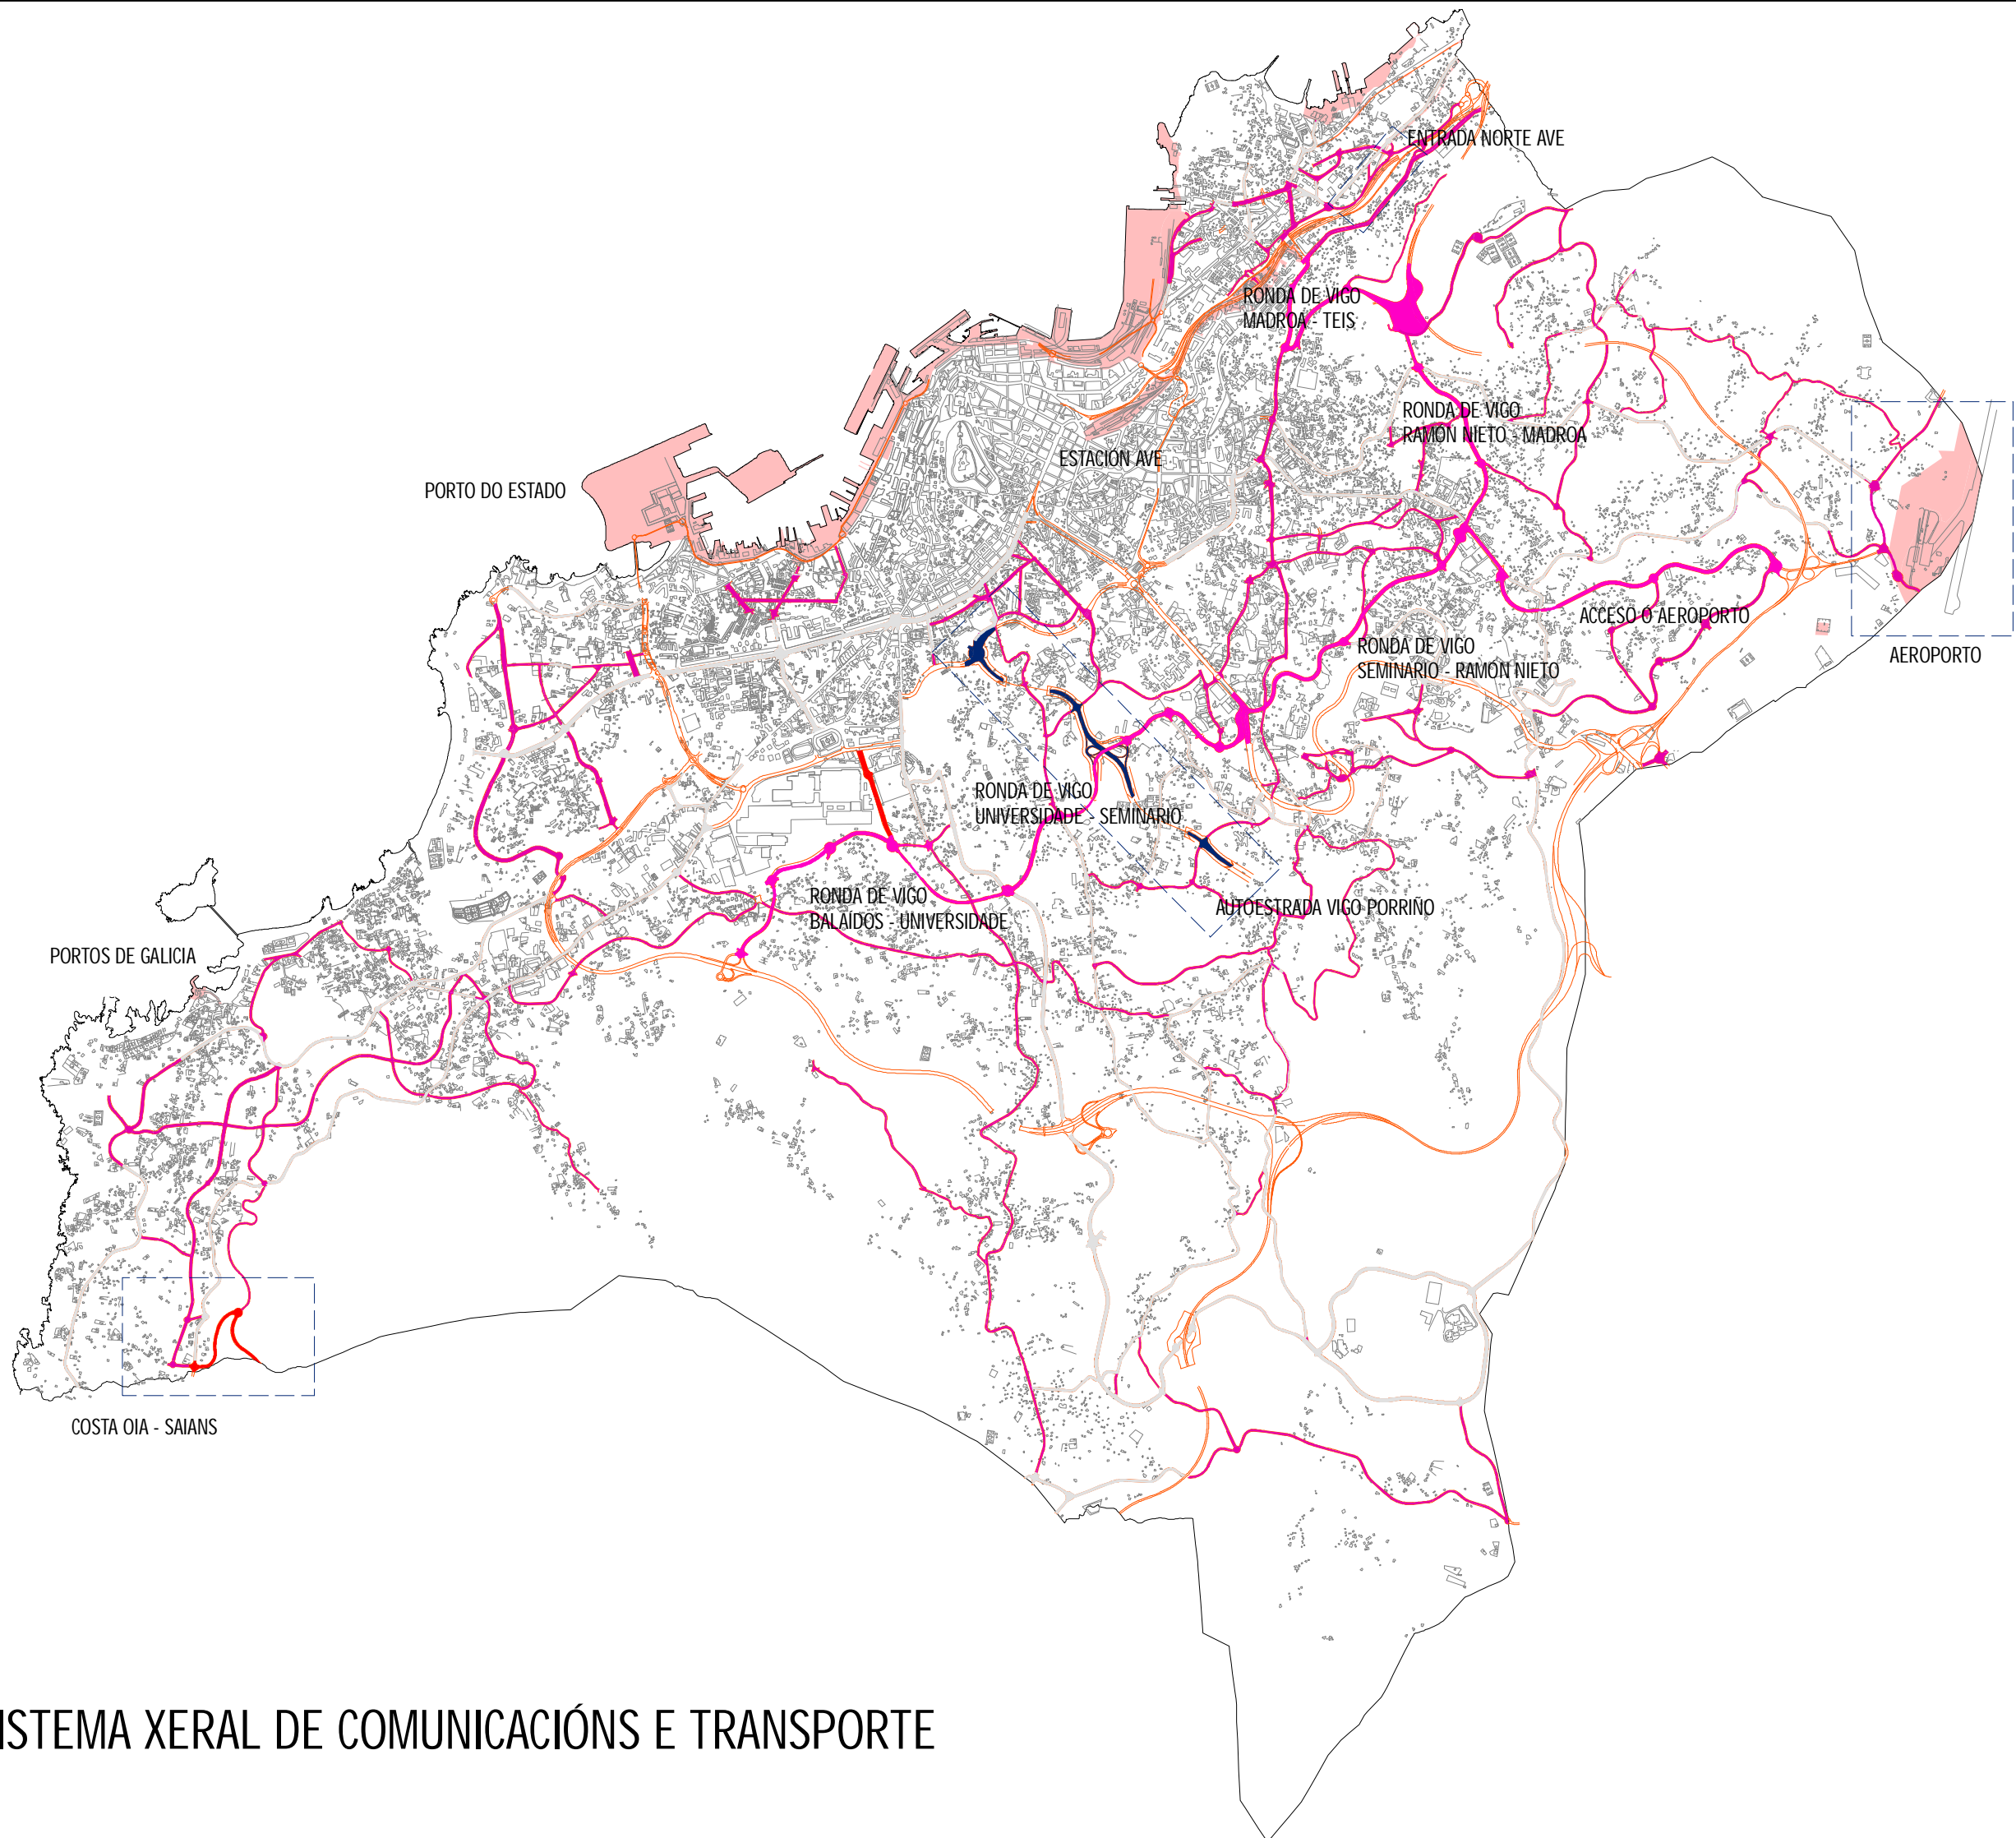 ENTRADA NORTE AVE
RONDA DE VIGO
MADROA - TEIS
RONDA DE VIGO
RAMÓN NIETO - MADROA
ESTACIÓN AVE
PORTO DO ESTADO
ACCESO Ó AEROPORTO
RONDA DE VIGO
SEMINARIO - RAMÓN NIETO
AEROPORTO
RONDA DE VIGO
UNIVERSIDADE - SEMINARIO
RONDA DE VIGO
BALAÍDOS - UNIVERSIDADE
AUTOESTRADA VIGO-PORRIÑO
PORTOS DE GALICIA
COSTA OIA - SAIANS
ISTEMA XERAL DE COMUNICACIÓNS E TRANSPORTE